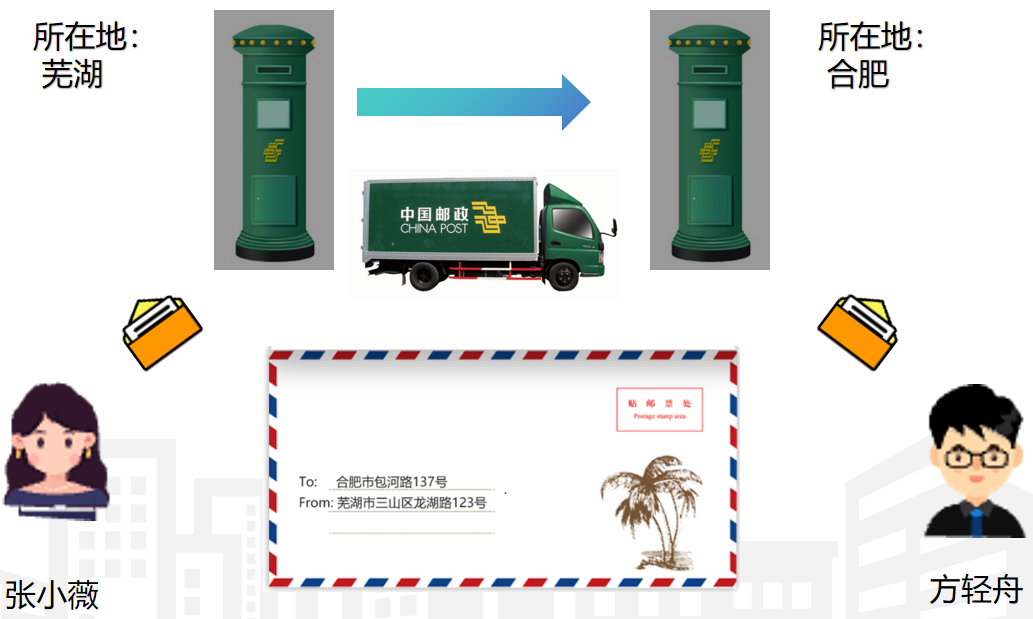 所在地：
芜湖
所在地：
合肥
中国邮政
CHINA POST
贴 邮 票 处
Postage stamp area
To: 合肥市包河路137号
From: 芜湖市三山区龙湖路123号
张小薇
方轻舟